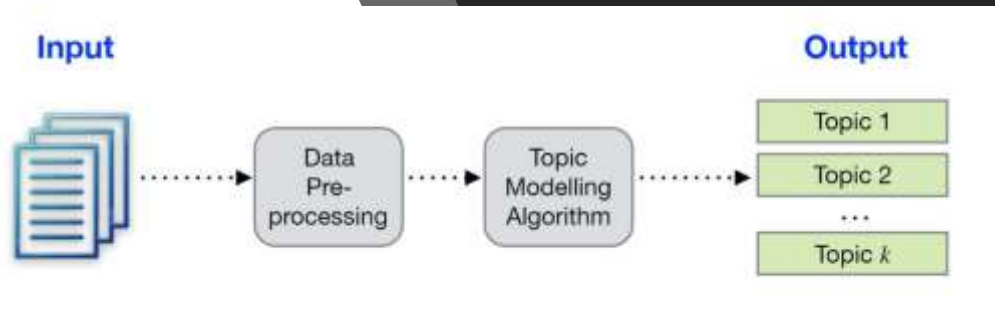 Input
Output
Data
Pre-
processing
Topic
Modelling
Algorithm
Topic 1
Topic 2
...
Topic k